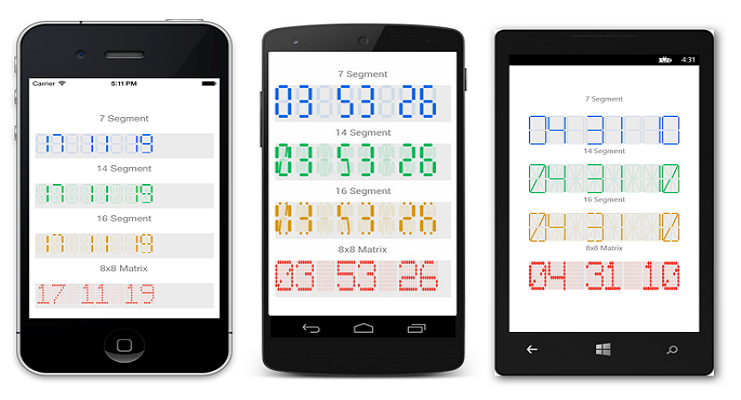 Carrier 5:11 PM
7 Segment
17 11 19
14 Segment
17 11 19
16 Segment
17 11 19
8x8 Matrix
17 11 19
7 Segment
03 53 26
14 Segment
03 53 26
16 Segment
03 53 26
8x8 Matrix
03 53 26
4:31
7 Segment
04 31 10
14 Segment
04 31 10
16 Segment
04 31 10
8x8 Matrix
04 31 10